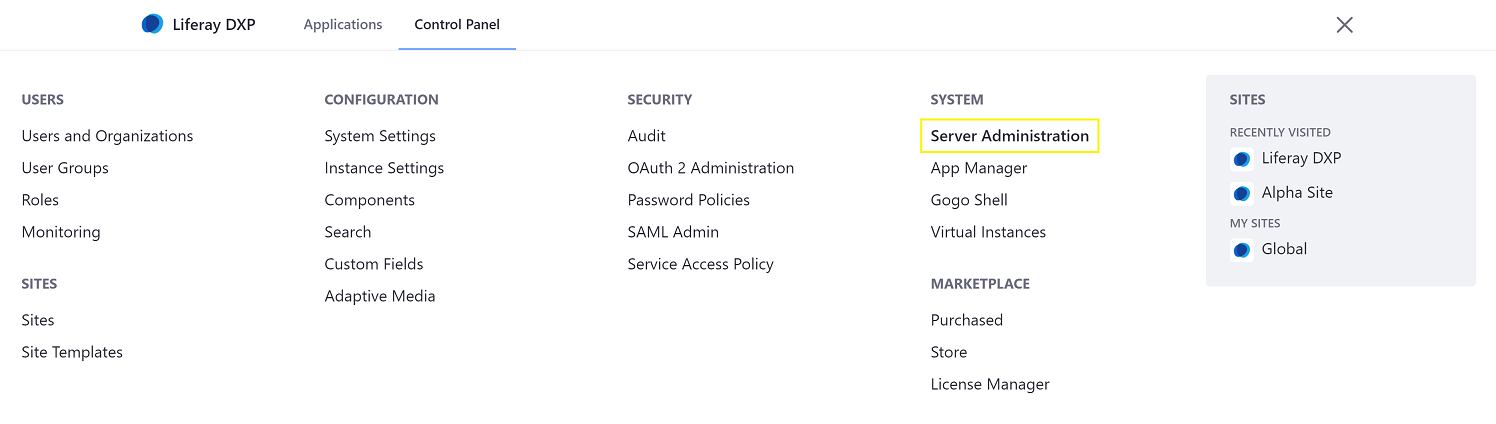 Liferay DXP
Applications
Control Panel
USERS
Users and Organizations
User Groups
Roles
Monitoring
SITES
Sites
Site Templates
CONFIGURATION
System Settings
Instance Settings
Components
Search
Custom Fields
Adaptive Media
SECURITY
Audit
OAuth 2 Administration
Password Policies
SAML Admin
Service Access Policy
SYSTEM
Server Administration
App Manager
Gogo Shell
Virtual Instances
MARKETPLACE
Purchased
Store
License Manager
SITES
RECENTLY VISITED
Liferay DXP
Alpha Site
MY SITES
Global